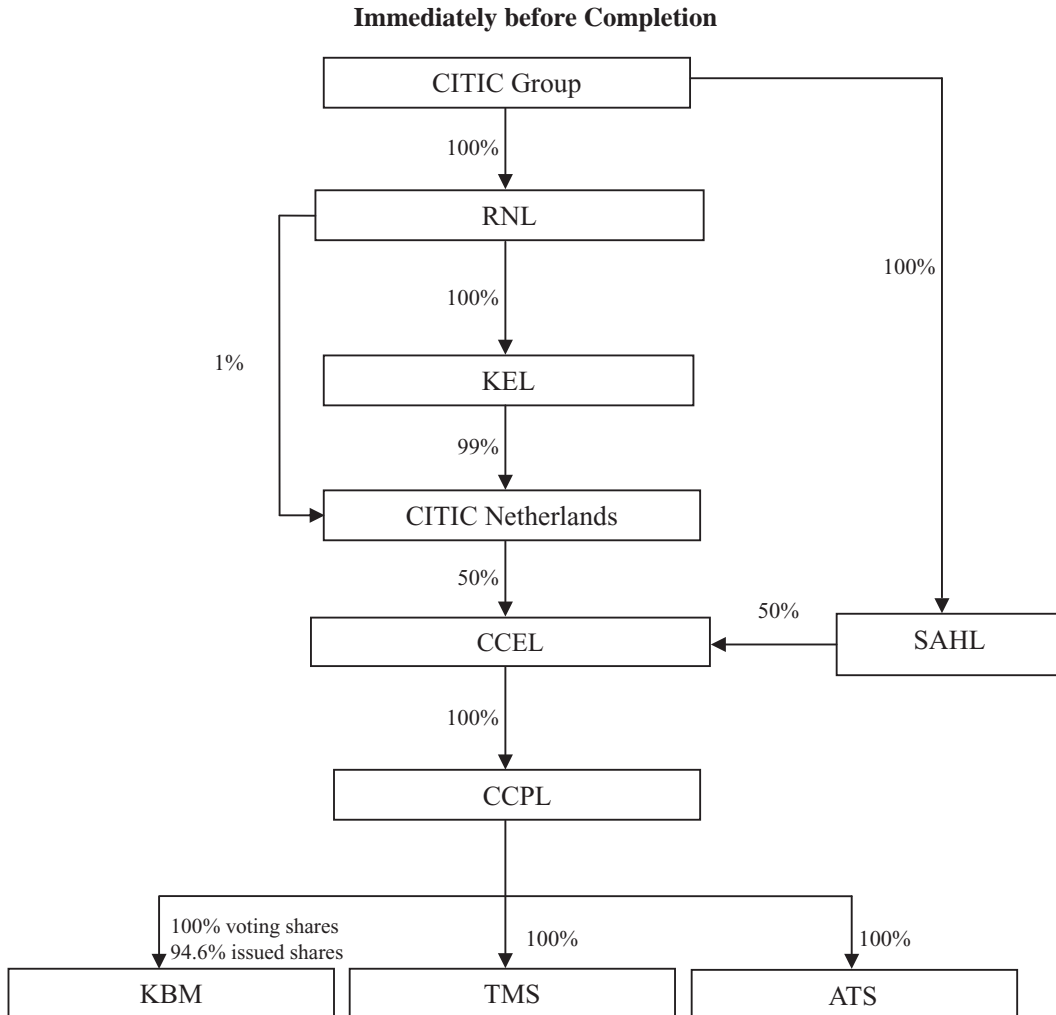 Immediately before Completion
CITIC Group
100%
RNL
100%
100%
1%
KEL
99%
CITIC Netherlands
50%
50%
CCEL
SAHL
100%
CCPL
100% voting shares
94.6% issued shares
100%
100%
KBM
TMS
ATS